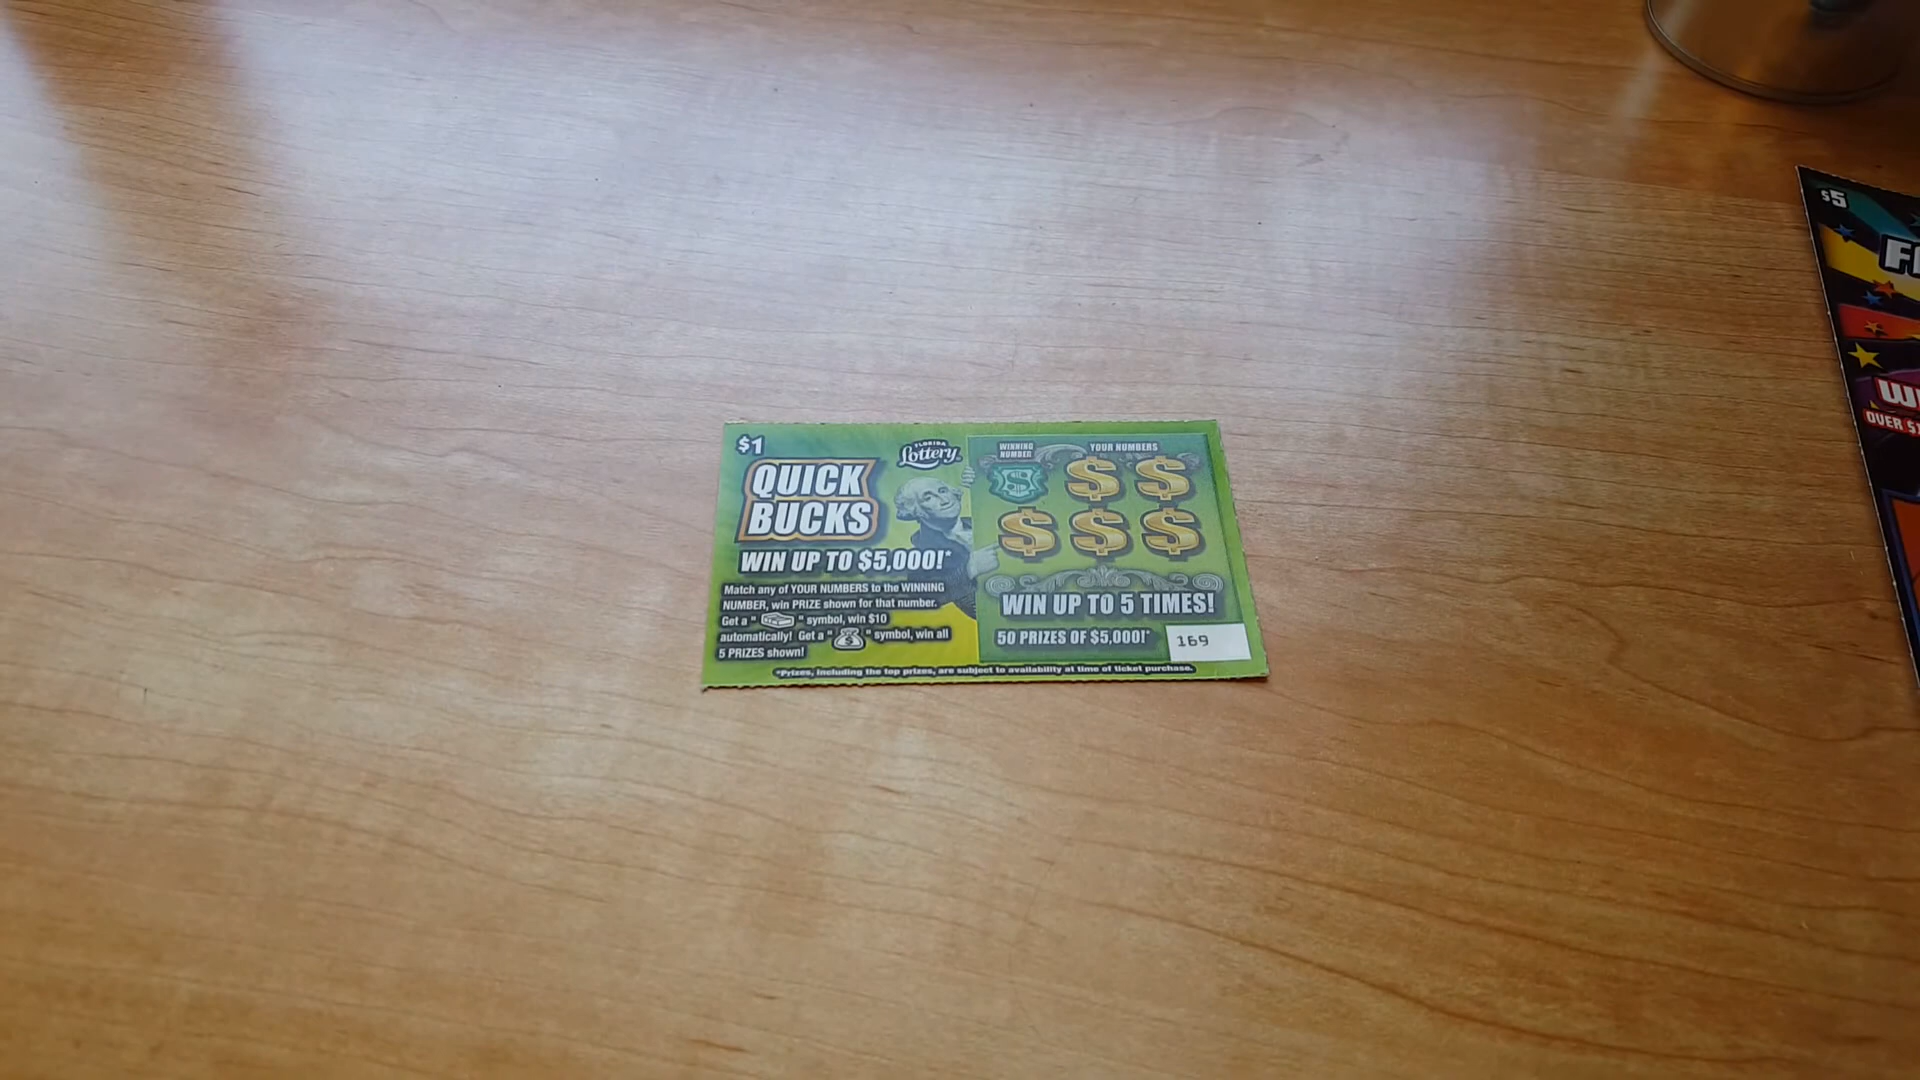 $1
FLORIDA
Lottery
QUICK
BUCKS
WIN UP TO $5,000!*
Match any of YOUR NUMBERS to the WINNING
NUMBER, win PRIZE shown for that number.
Get a " " symbol, win $10
automatically! Get a " $ " symbol, win all
5 PRIZES shown!
WINNING
NUMBER
YOUR NUMBERS
$ $ $
$ $ $
WIN UP TO 5 TIMES!
50 PRIZES OF $5,000!*
169
*Prizes, including the top prizes, are subject to availability at time of ticket purchase.
$5